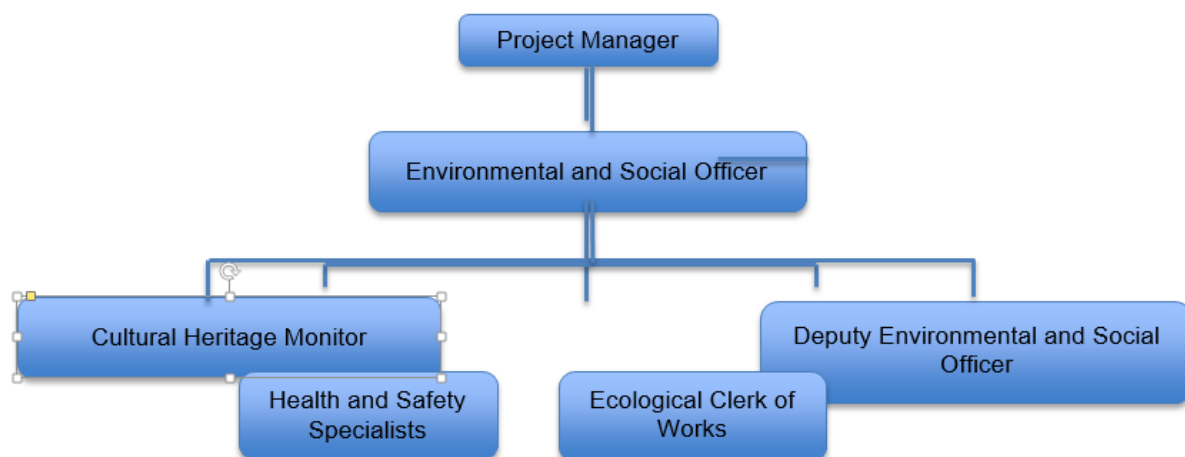 Project Manager
Environmental and Social Officer
Cultural Heritage Monitor
Deputy Environmental and Social
Officer
Health and Safety
Specialists
Ecological Clerk of
Works